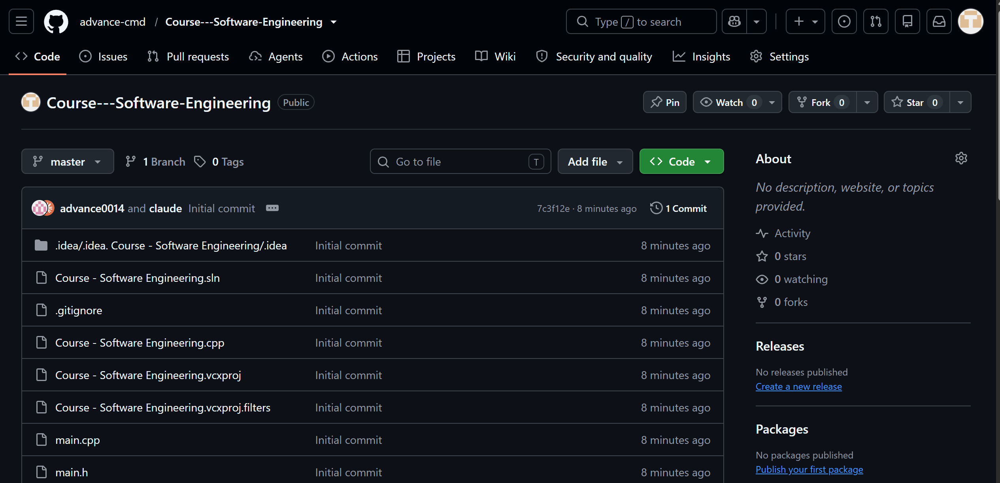 advance-cmd / Course---Software-Engineering
Type / to search
Code Issues Pull requests Agents Actions Projects Wiki Security and quality Insights Settings
Course---Software-Engineering Public
Pin Watch 0 Fork 0 Star 0
master 1 Branch 0 Tags
Go to file T Add file Code
advance0014 and claude Initial commit 7c3f12e · 8 minutes ago 1 Commit
.idea/.idea. Course - Software Engineering/.idea Initial commit 8 minutes ago
Course - Software Engineering.sln Initial commit 8 minutes ago
.gitignore Initial commit 8 minutes ago
Course - Software Engineering.cpp Initial commit 8 minutes ago
Course - Software Engineering.vcxproj Initial commit 8 minutes ago
Course - Software Engineering.vcxproj.filters Initial commit 8 minutes ago
main.cpp Initial commit 8 minutes ago
main.h Initial commit 8 minutes ago
About
No description, website, or topics
provided.
Activity
0 stars
0 watching
0 forks
Releases
No releases published
Create a new release
Packages
No packages published
Publish your first package